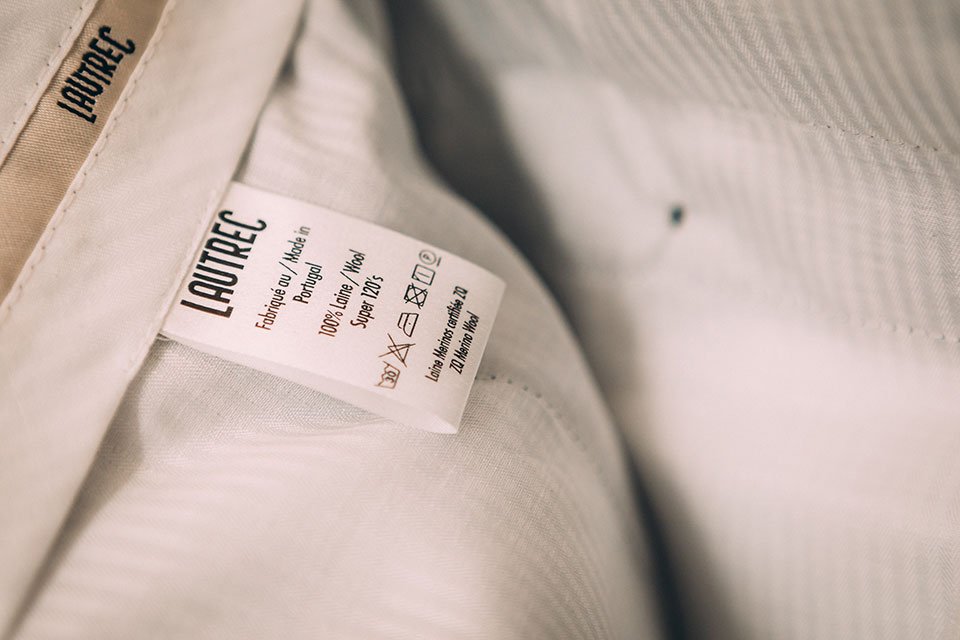 LAUTREC
LAUTREC
Fabriqué au / Made in
Portugal
100% Laine / Wool
Super 120's
30
P
Laine Merinos certifiée ZQ
ZQ Merino Wool